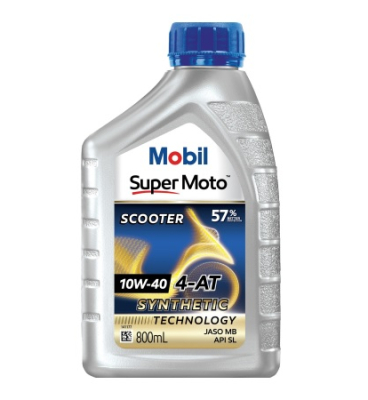 Mobil
Super Moto™
SCOOTER 57%
10W-40 4-AT
SYNTHETIC
TECHNOLOGY
JASO MB
800mL API SL